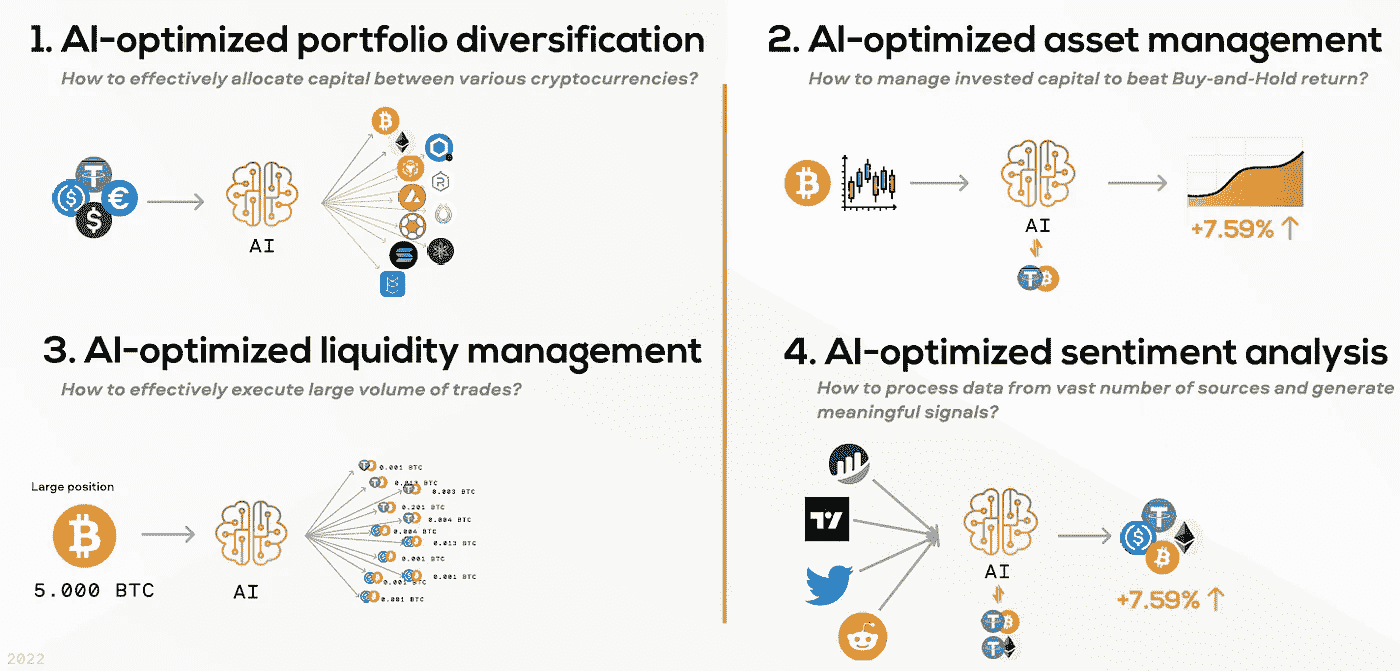 1. AI-optimized portfolio diversification
How to effectively allocate capital between various cryptocurrencies?
AI
2. AI-optimized asset management
How to manage invested capital to beat Buy-and-Hold return?
AI
+7.59% ↑
3. AI-optimized liquidity management
How to effectively execute large volume of trades?
Large position
5.000 BTC
AI
0.001 BTC
0.003 BTC
0.201 BTC
0.004 BTC
0.004 BTC
0.013 BTC
0.001 BTC
0.001 BTC
0.001 BTC
0.001 BTC
4. AI-optimized sentiment analysis
How to process data from vast number of sources and generate
meaningful signals?
AI
+7.59% ↑
2022